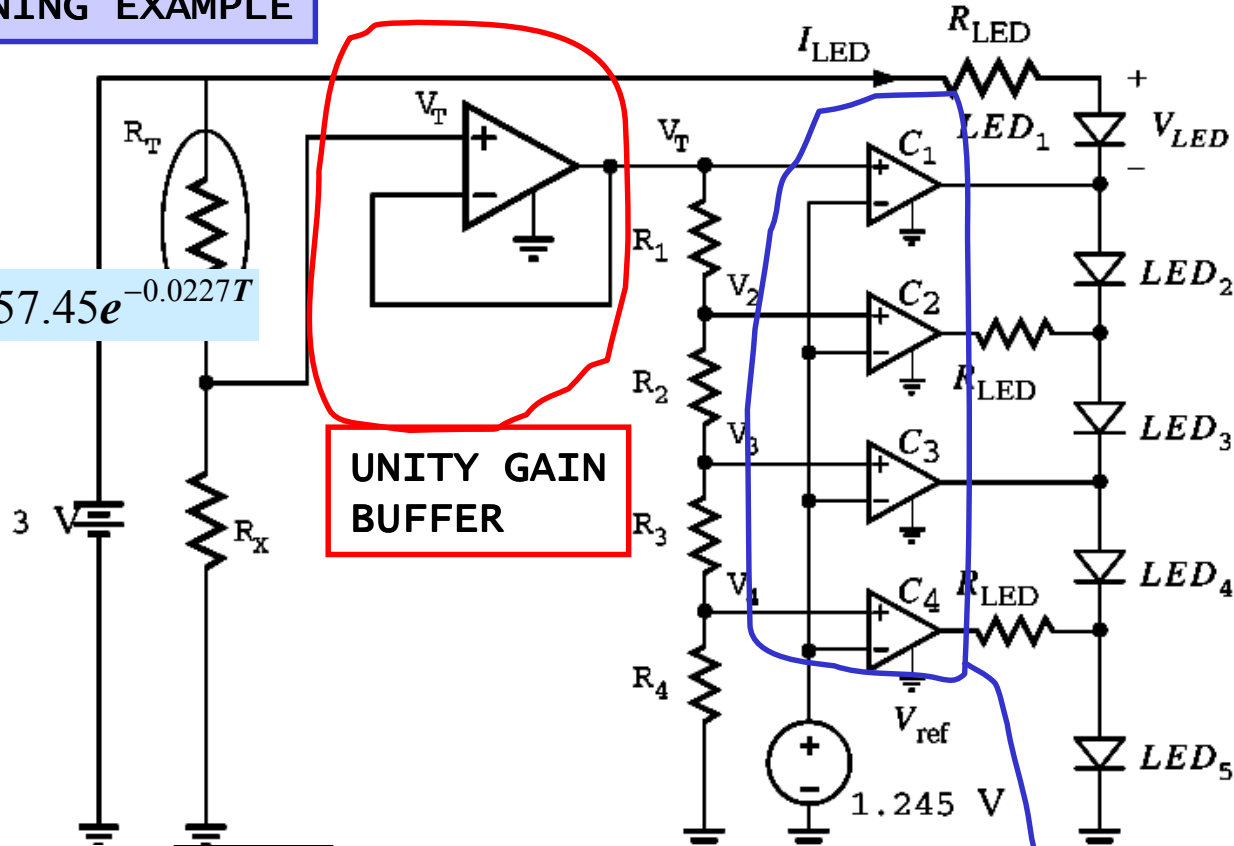 NING EXAMPLE
R_LED
I_LED
+
R_T
V_T
V_T
LED_1
V_LED
C_1
+
−
+
−
−
R_1
57.45e^{−0.0227T}
V_2
C_2
LED_2
+
−
R_2
R_LED
V_3
C_3
LED_3
+
−
UNITY GAIN
BUFFER
3 V
R_X
R_3
V_4
C_4
R_LED
LED_4
+
−
R_4
V_ref
+
−
1.245 V
LED_5